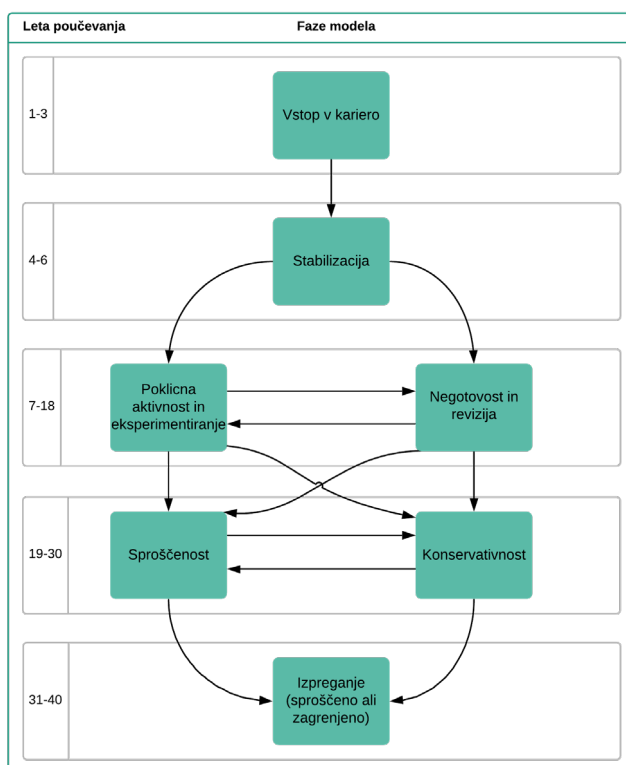 Leta poučevanja
Faze modela
1-3
Vstop v kariero
4-6
Stabilizacija
7-18
Poklicna
aktivnost in
eksperimentiranje
Negotovost in
revizija
19-30
Sproščenost
Konservativnost
31-40
Izpreganje
(sproščeno ali
zagrenjeno)